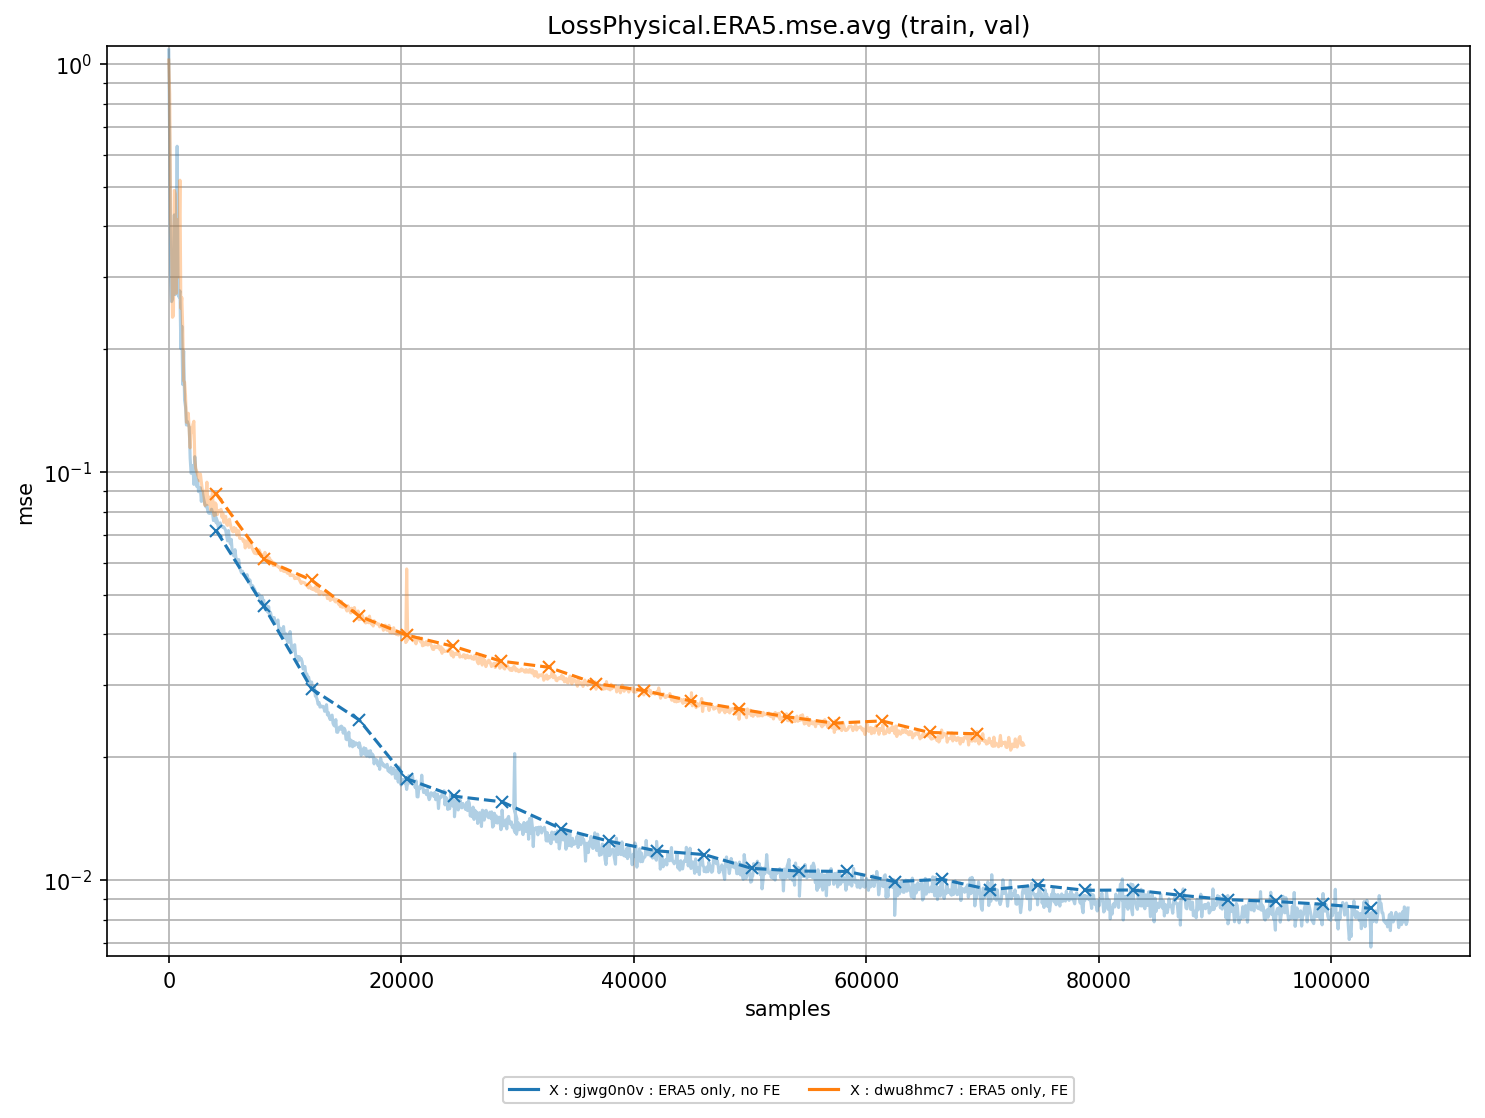 LossPhysical.ERA5.mse.avg (train, val)
10⁰
10⁻¹
10⁻²
mse
0 20000 40000 60000 80000 100000
samples
X : gjwg0n0v : ERA5 only, no FE X : dwu8hmc7 : ERA5 only, FE